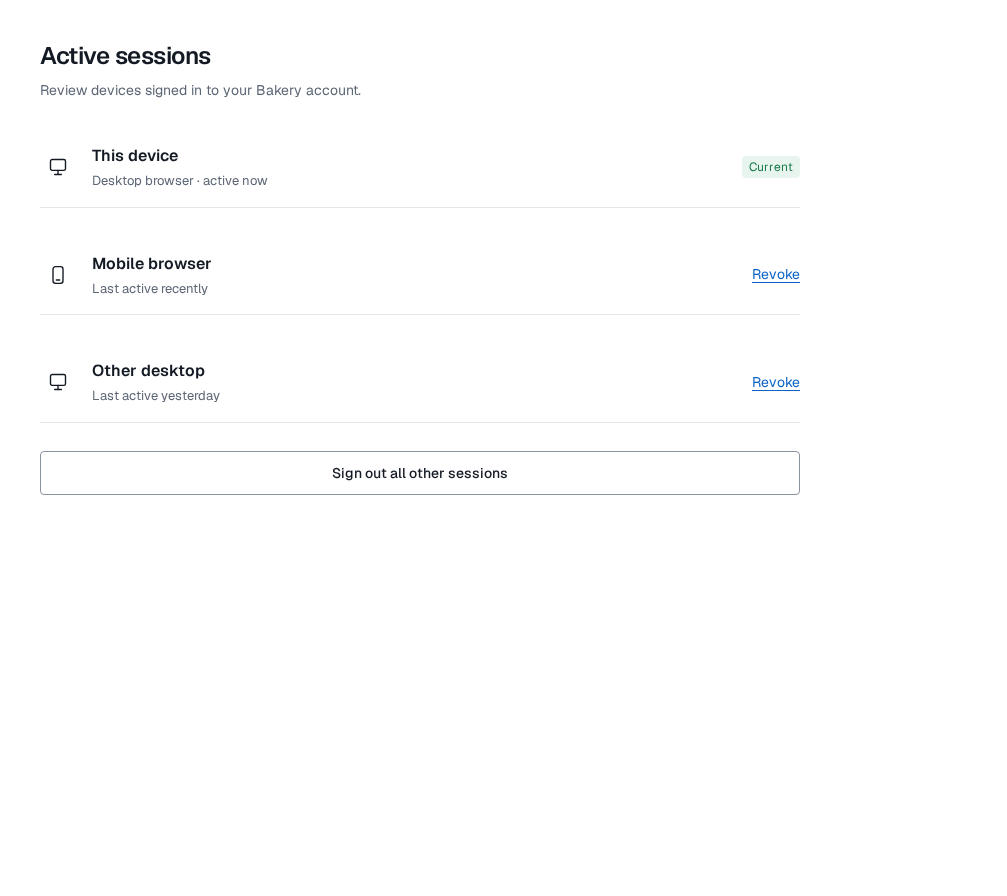 Active sessions
Review devices signed in to your Bakery account.
This device
Desktop browser · active now
Current
Mobile browser
Last active recently
Revoke
Other desktop
Last active yesterday
Revoke
Sign out all other sessions